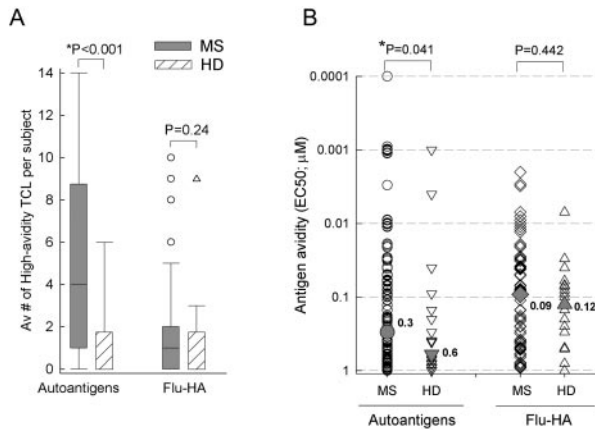 A
*P<0.001
MS
HD
P=0.24
Av # of High-avidity TCL per subject
14
12
10
8
6
4
2
0
Autoantigens Flu-HA
B
*P=0.041 P=0.442
Antigen avidity (EC50; μM)
0.0001
0.001
0.01
0.1
1
0.3
0.6
0.09
0.12
MS HD MS HD
Autoantigens Flu-HA